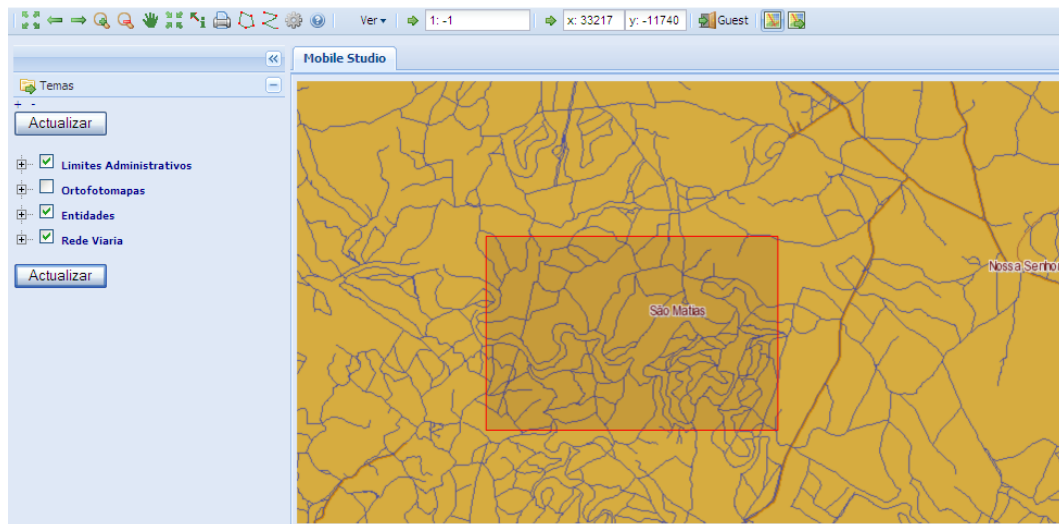 Ver
1: -1
x: 33217
y: -11740
Guest
Mobile Studio
Temas
+ -
Actualizar
Limites Administrativos
Ortofotomapas
Entidades
Rede Viaria
Actualizar
São Matias
Nossa Senhor